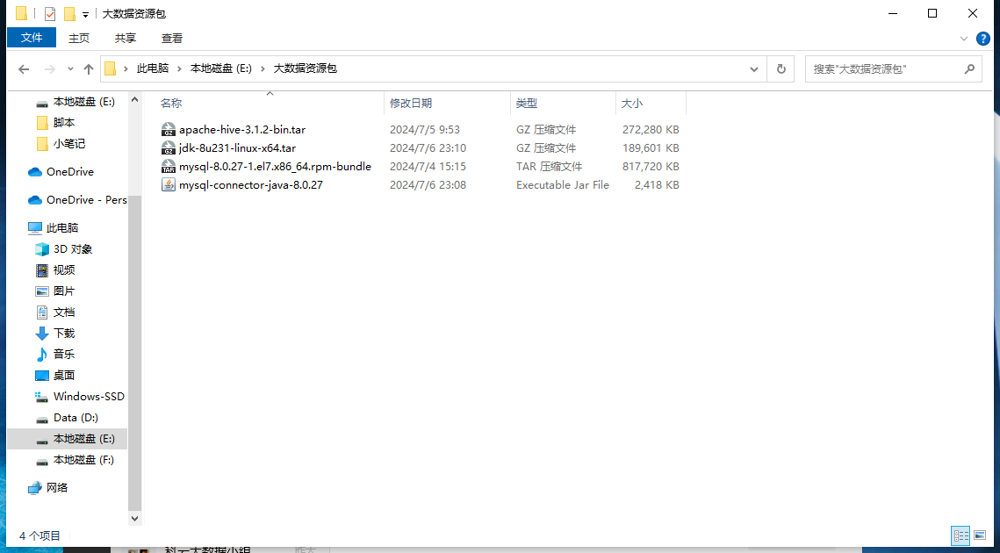 大数据资源包
文件 主页 共享 查看
此电脑 本地磁盘 (E:) 大数据资源包
搜索"大数据资源包"
本地磁盘 (E:)
脚本
小笔记
OneDrive
OneDrive - Pers
此电脑
3D 对象
视频
图片
文档
下载
音乐
桌面
Windows-SSD
Data (D:)
本地磁盘 (E:)
本地磁盘 (F:)
网络
名称 修改日期 类型 大小
apache-hive-3.1.2-bin.tar 2024/7/5 9:53 GZ 压缩文件 272,280 KB
jdk-8u231-linux-x64.tar 2024/7/6 23:10 GZ 压缩文件 189,601 KB
mysql-8.0.27-1.el7.x86_64.rpm-bundle 2024/7/4 15:15 TAR 压缩文件 817,720 KB
mysql-connector-java-8.0.27 2024/7/6 23:08 Executable Jar File 2,418 KB
4 个项目